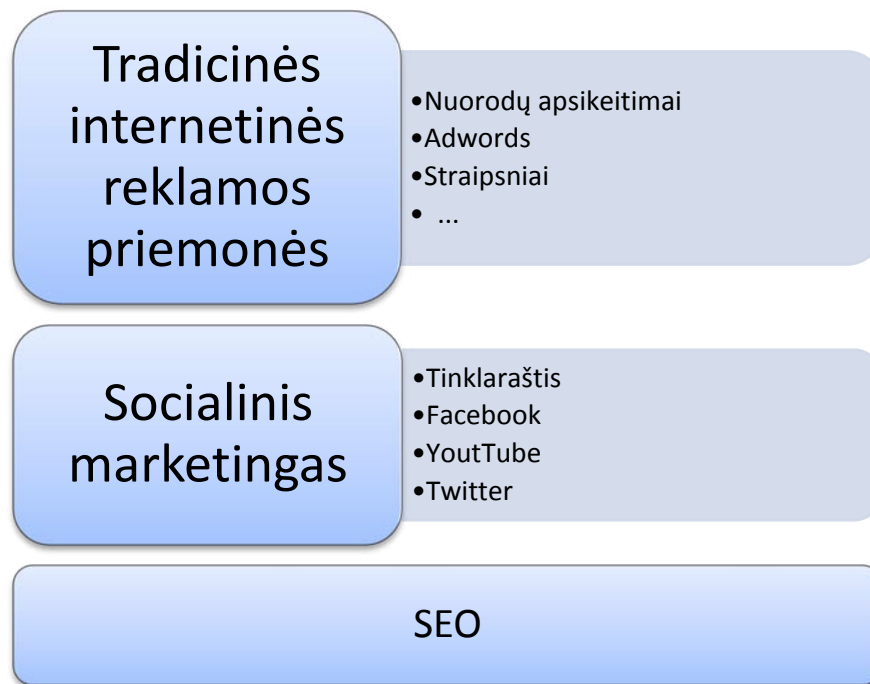 Tradicinės
internetinės
reklamos
priemonės
•Nuorodų apsikeitimai
•Adwords
•Straipsniai
• ...
Socialinis
marketingas
•Tinklaraštis
•Facebook
•YoutTube
•Twitter
SEO